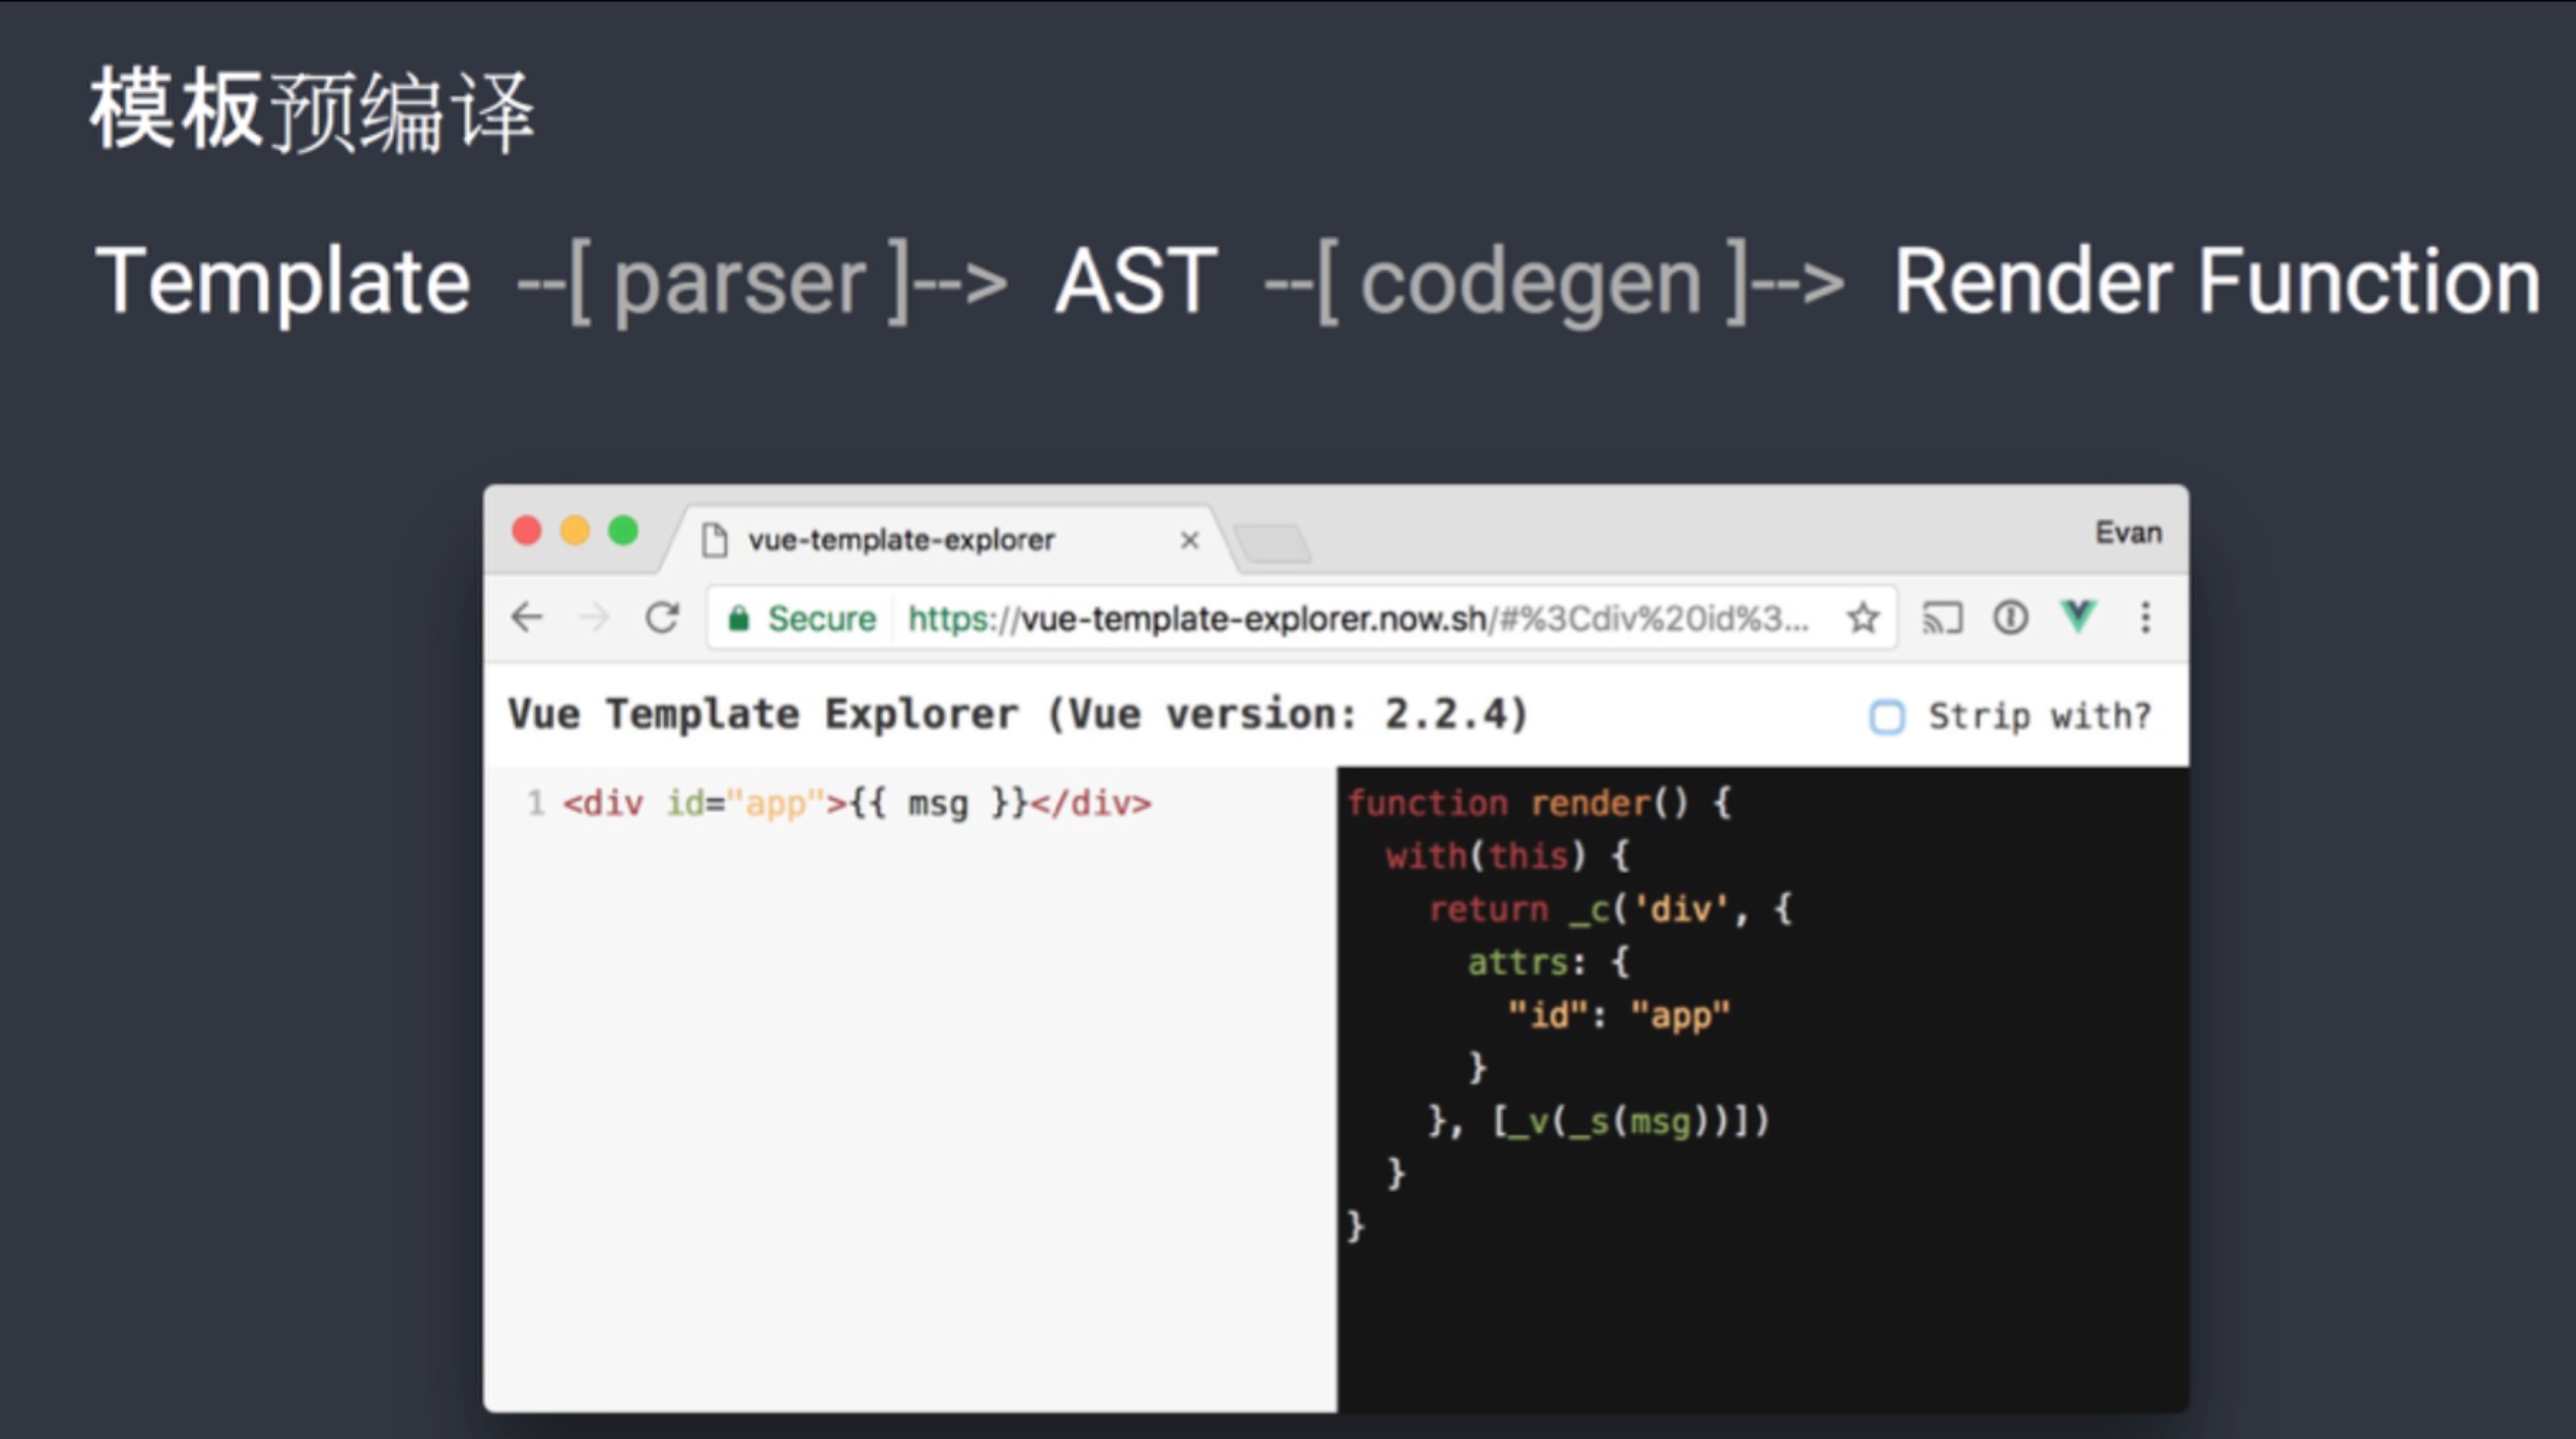 模板预编译
Template --[ parser ]--> AST --[ codegen ]--> Render Function
vue-template-explorer
Evan
Secure https://vue-template-explorer.now.sh/#%3Cdiv%20id%3...
Vue Template Explorer (Vue version: 2.2.4) Strip with?
1 <div id="app">{{ msg }}</div>
function render() {
with(this) {
return _c('div', {
attrs: {
"id": "app"
}
}, [_v(_s(msg))])
}
}